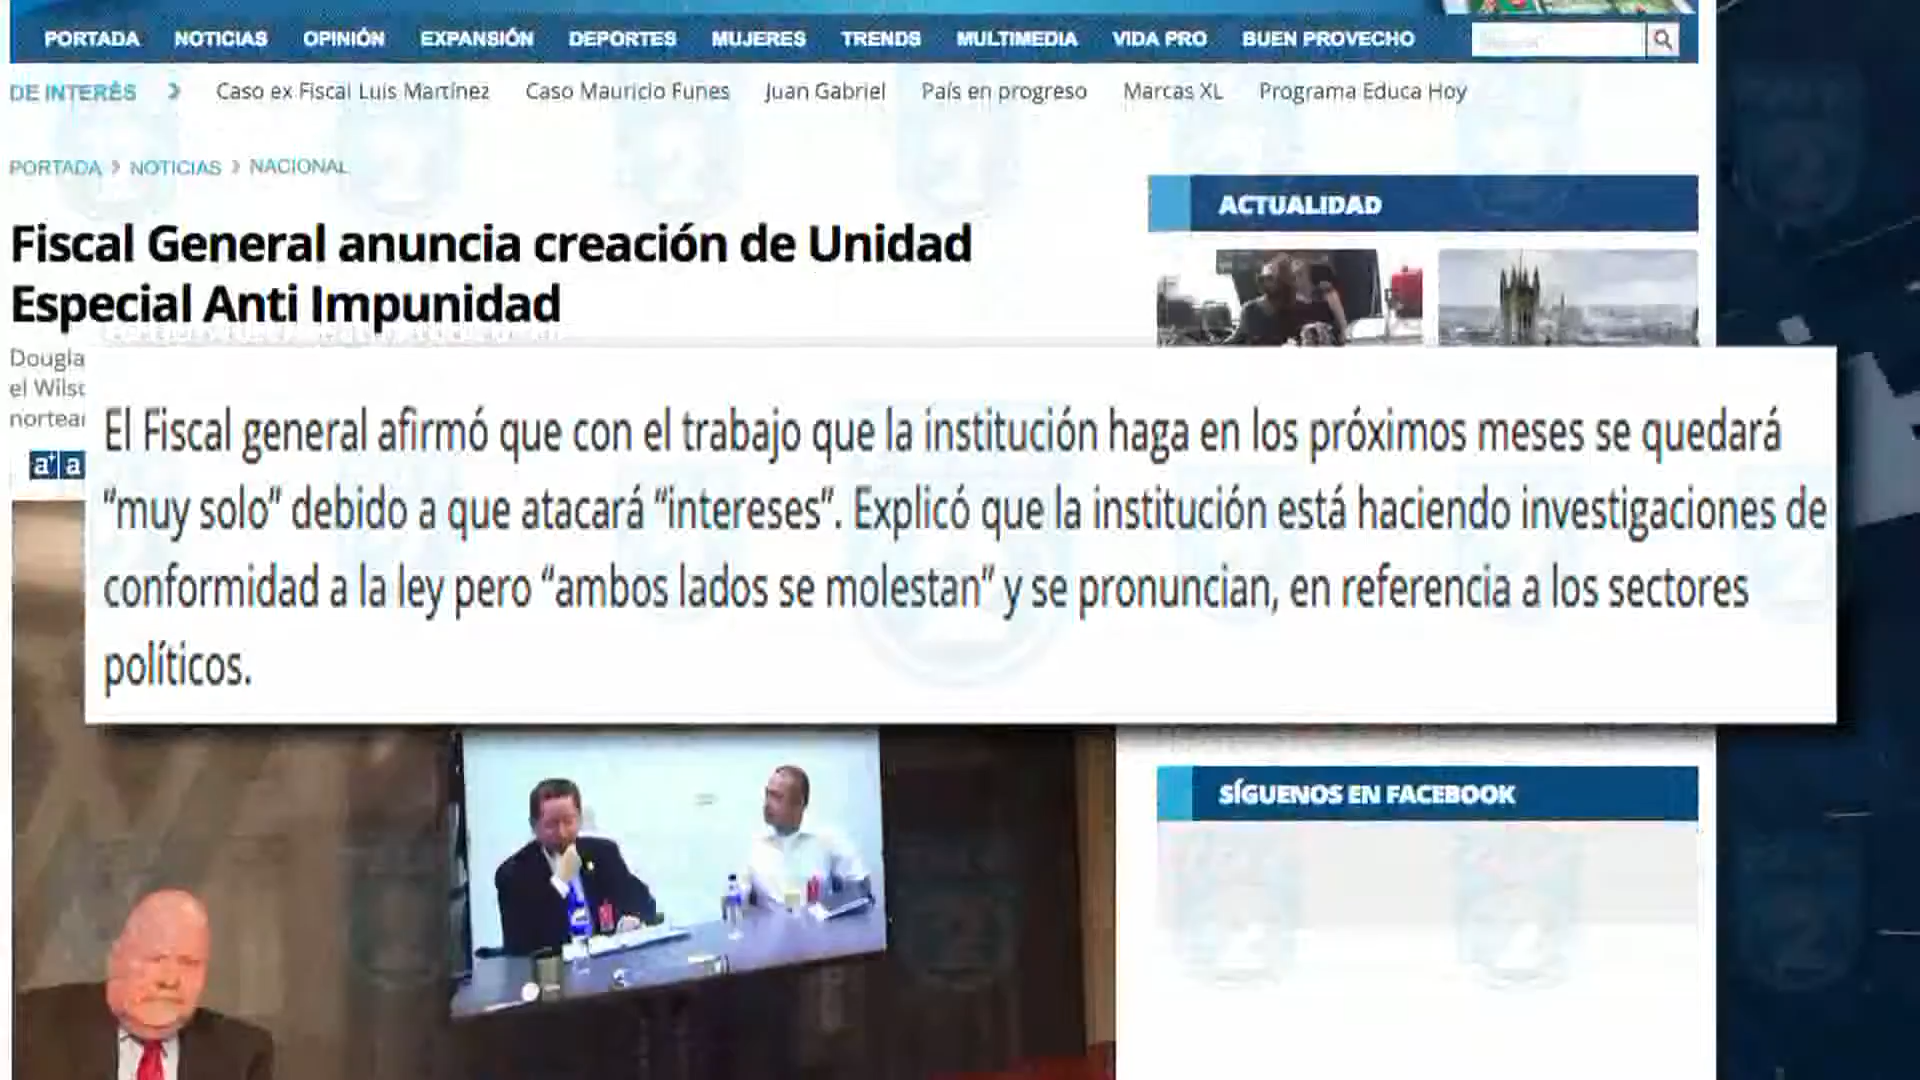 PORTADA NOTICIAS OPINIÓN EXPANSIÓN DEPORTES MUJERES TRENDS MULTIMEDIA VIDA PRO BUEN PROVECHO
DE INTERÉS Caso ex Fiscal Luis Martínez Caso Mauricio Funes Juan Gabriel País en progreso Marcas XL Programa Educa Hoy
PORTADA > NOTICIAS > NACIONAL
Fiscal General anuncia creación de Unidad
Especial Anti Impunidad
Dougla
el Wilso
nortear
a+ a
El Fiscal general afirmó que con el trabajo que la institución haga en los próximos meses se quedará
“muy solo” debido a que atacará “intereses”. Explicó que la institución está haciendo investigaciones de
conformidad a la ley pero “ambos lados se molestan” y se pronuncian, en referencia a los sectores
políticos.
ACTUALIDAD
SÍGUENOS EN FACEBOOK